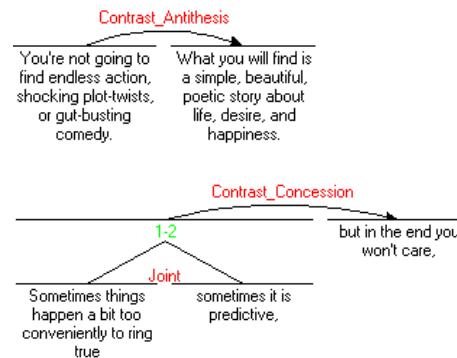 Contrast_Antithesis
You're not going to
find endless action,
shocking plot-twists,
or gut-busting
comedy.
What you will find is
a simple, beautiful,
poetic story about
life, desire, and
happiness.
Contrast_Concession
1-2
but in the end you
won't care,
Joint
Sometimes things
happen a bit too
conveniently to ring
true
sometimes it is
predictive,